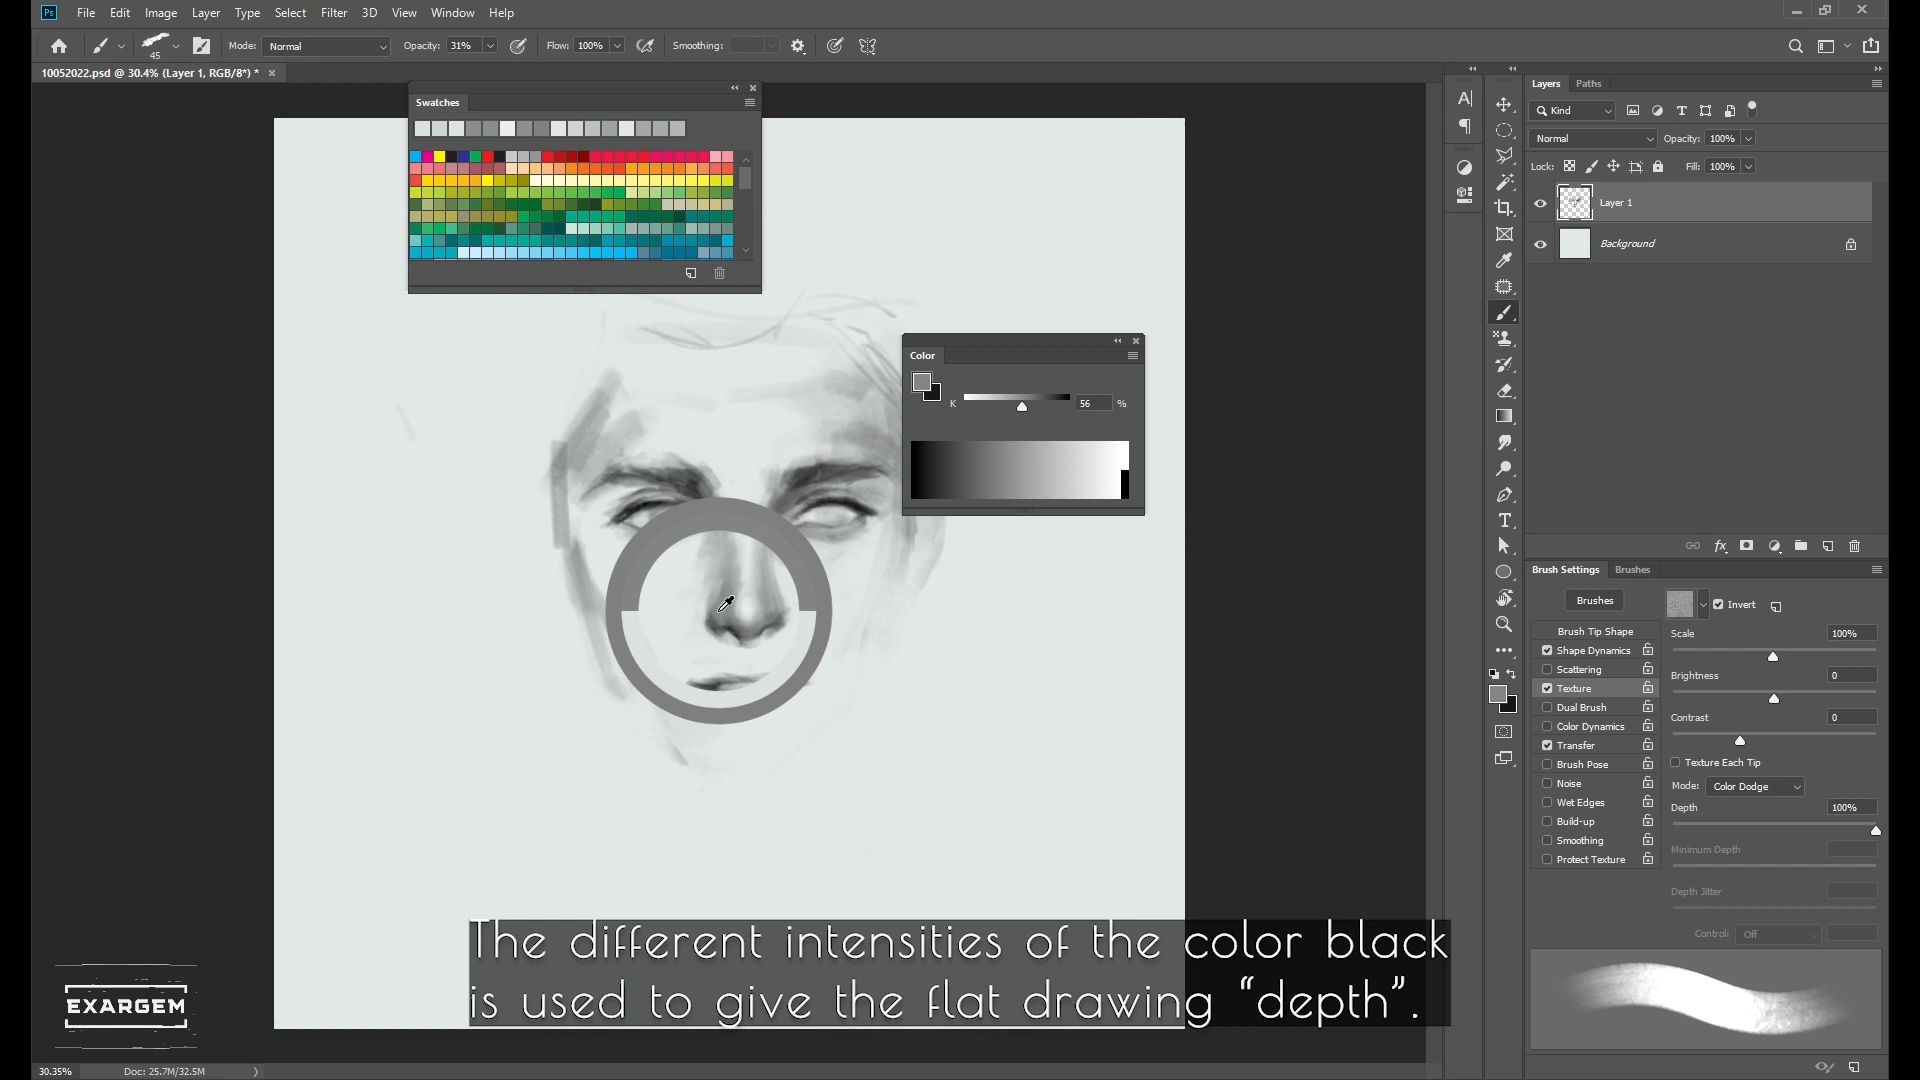 Ps File Edit Image Layer Type Select Filter 3D View Window Help
45 Mode: Normal Opacity: 31% Flow: 100% Smoothing:
10052022.psd @ 30.4% (Layer 1, RGB/8*) *
Swatches
Color
K 56 %
Layers Paths
Kind
Normal Opacity: 100%
Lock: Fill: 100%
Layer 1
Background
fx
Brush Settings Brushes
Brushes Invert
Brush Tip Shape
Shape Dynamics
Scattering
Texture
Dual Brush
Color Dynamics
Transfer
Brush Pose
Noise
Wet Edges
Build-up
Smoothing
Protect Texture
Scale 100%
Brightness 0
Contrast 0
Texture Each Tip
Mode: Color Dodge
Depth 100%
Minimum Depth
Depth Jitter
Control: Off
The different intensities of the color black
is used to give the flat drawing “depth”.
EXARGEM
30.35% Doc: 25.7M/32.5M